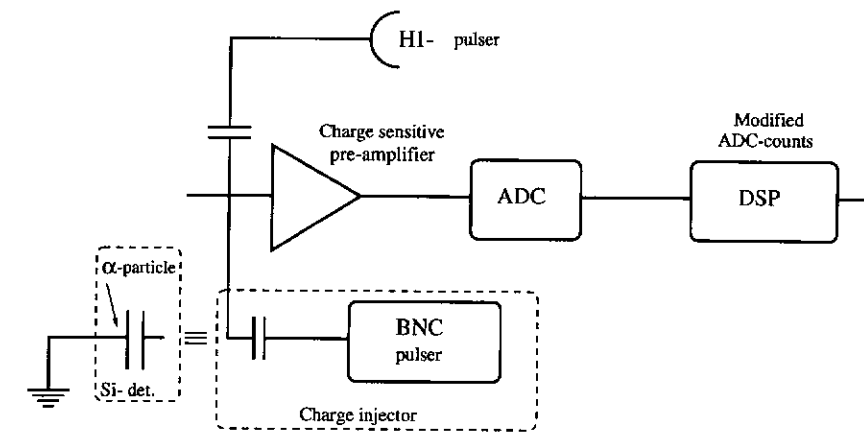 H1- pulser
Charge sensitive
pre-amplifier
Modified
ADC-counts
ADC
DSP
α-particle
Si- det.
BNC
pulser
Charge injector